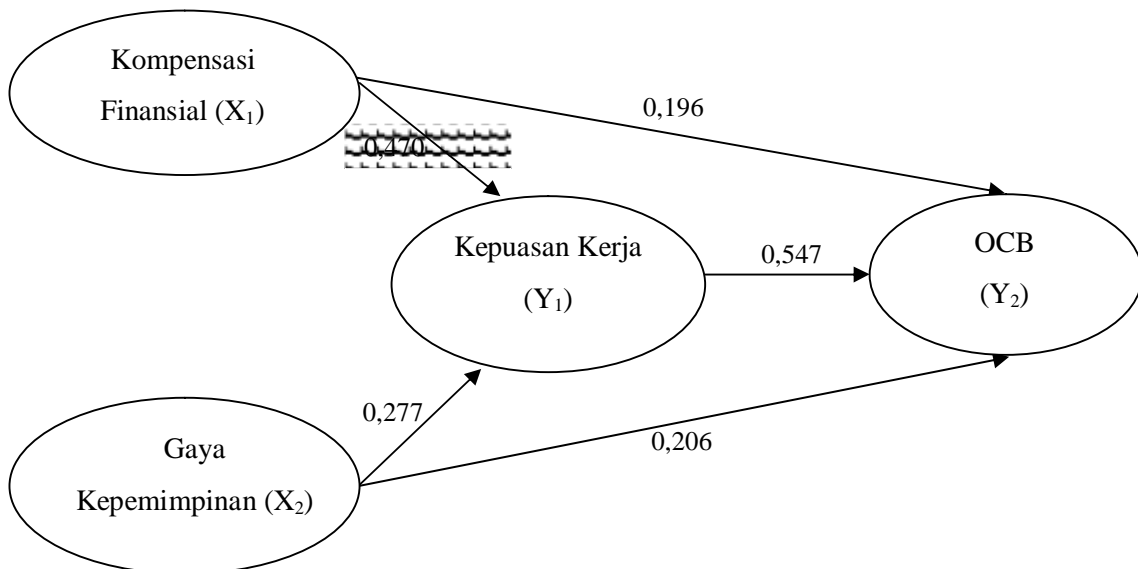 Kompensasi
Finansial (X₁)
0,196
0,470
Kepuasan Kerja
(Y₁)
0,547
OCB
(Y₂)
0,277
0,206
Gaya
Kepemimpinan (X₂)